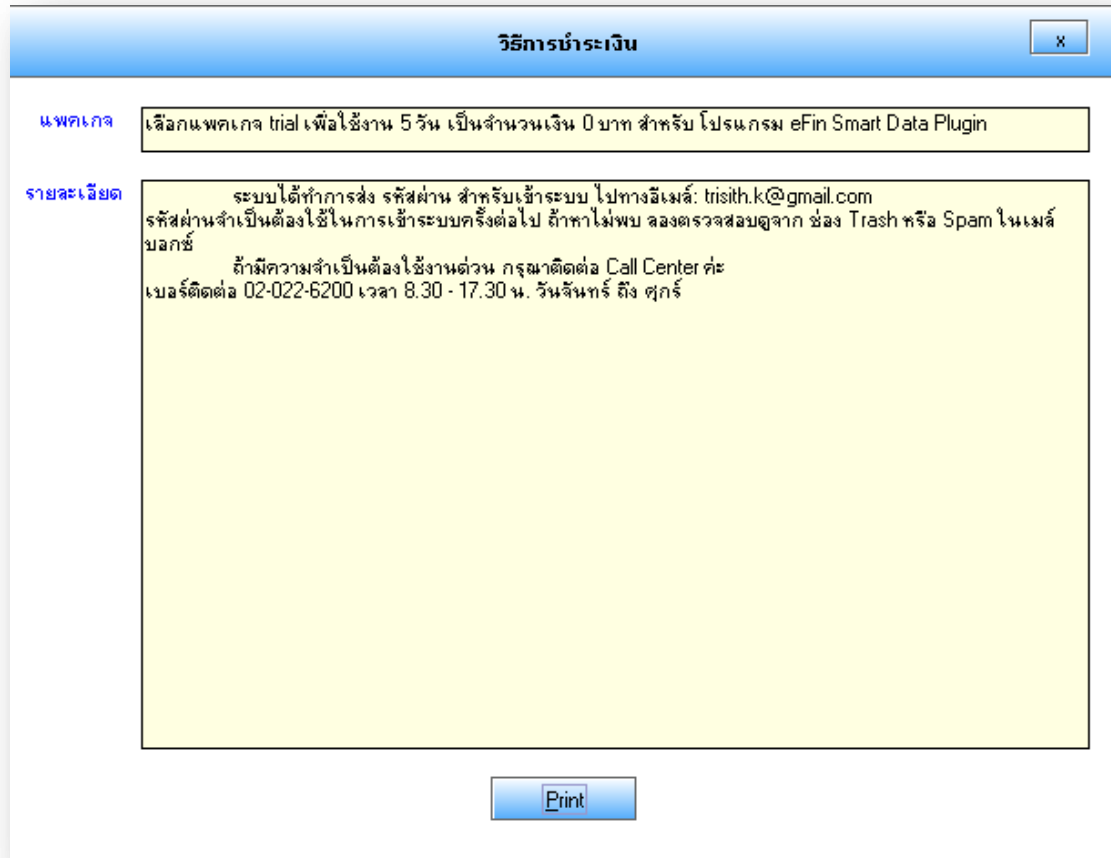 วิธีการชำระเงิน
x
แพคเกจ
เลือกแพคเกจ trial เพื่อใช้งาน 5 วัน เป็นจำนวนเงิน 0 บาท สำหรับ โปรแกรม eFin Smart Data Plugin
รายละเอียด
ระบบได้ทำการส่ง รหัสผ่าน สำหรับเข้าระบบ ไปทางอีเมล์: trisith.k@gmail.com
รหัสผ่านจำเป็นต้องใช้ในการเข้าระบบครั้งต่อไป ถ้าหาไม่พบ ลองตรวจสอบดูจาก ช่อง Trash หรือ Spam ในเมล์
บอกซ์
ถ้ามีความจำเป็นต้องใช้งานด่วน กรุณาติดต่อ Call Center ค่ะ
เบอร์ติดต่อ 02-022-6200 เวลา 8.30 - 17.30 น. วันจันทร์ ถึง ศุกร์
Print